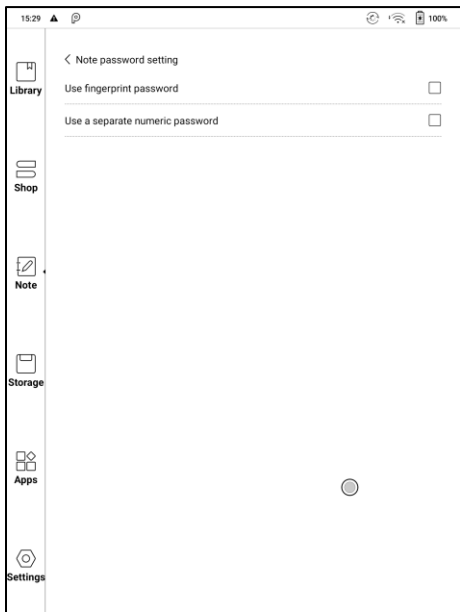 15:29
100%
Note password setting
Library
Use fingerprint password
Use a separate numeric password
Shop
Note
Storage
Apps
Settings